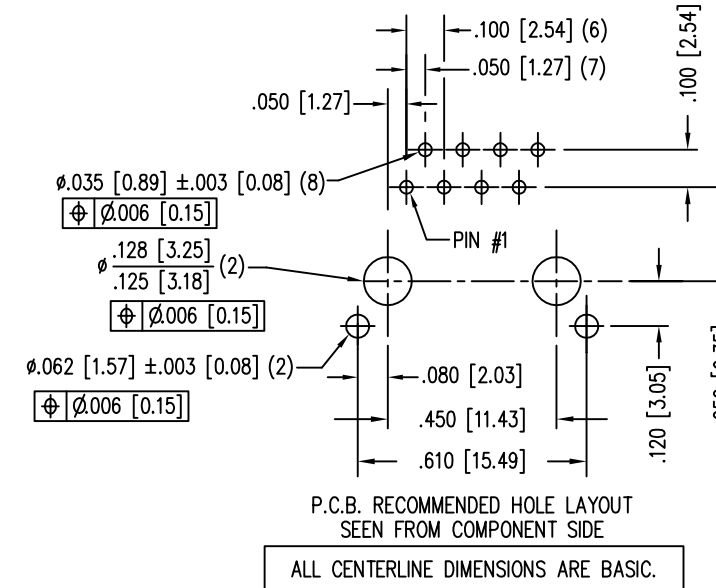 .100 [2.54] (6)
.050 [1.27] (7)
.100 [2.54]
.050 [1.27]
ø.035 [0.89] ±.003 [0.08] (8)
⌖ Ø.006 [0.15]
PIN #1
ø .128 [3.25]
.125 [3.18] (2)
⌖ Ø.006 [0.15]
ø.062 [1.57] ±.003 [0.08] (2)
⌖ Ø.006 [0.15]
.080 [2.03]
.450 [11.43]
.610 [15.49]
.120 [3.05]
P.C.B. RECOMMENDED HOLE LAYOUT
SEEN FROM COMPONENT SIDE
ALL CENTERLINE DIMENSIONS ARE BASIC.